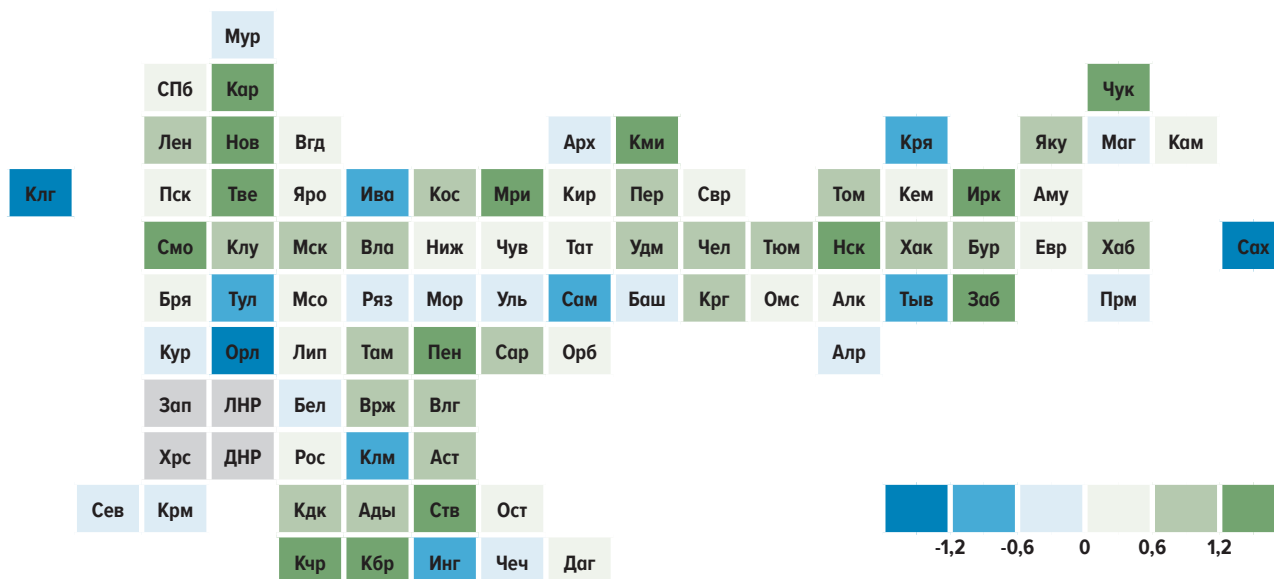 Мур
СПб Кар Чук
Лен Нов Вгд Арх Кми Кря Яку Маг Кам
Клг Пск Тве Яро Ива Кос Мри Кир Пер Свр Том Кем Ирк Аму
Смо Клу Мск Вла Ниж Чув Тат Удм Чел Тюм Нск Хак Бур Евр Хаб Сах
Бря Тул Мсо Ряз Мор Уль Сам Баш Крг Омс Алк Тыв Заб Прм
Кур Орл Лип Там Пен Сар Орб Алр
Зап ЛНР Бел Врж Влг
Хрс ДНР Рос Клм Аст
Сев Крм Кдк Ады Ств Ост
-1,2 -0,6 0 0,6 1,2
Кчр Кбр Инг Чеч Даг